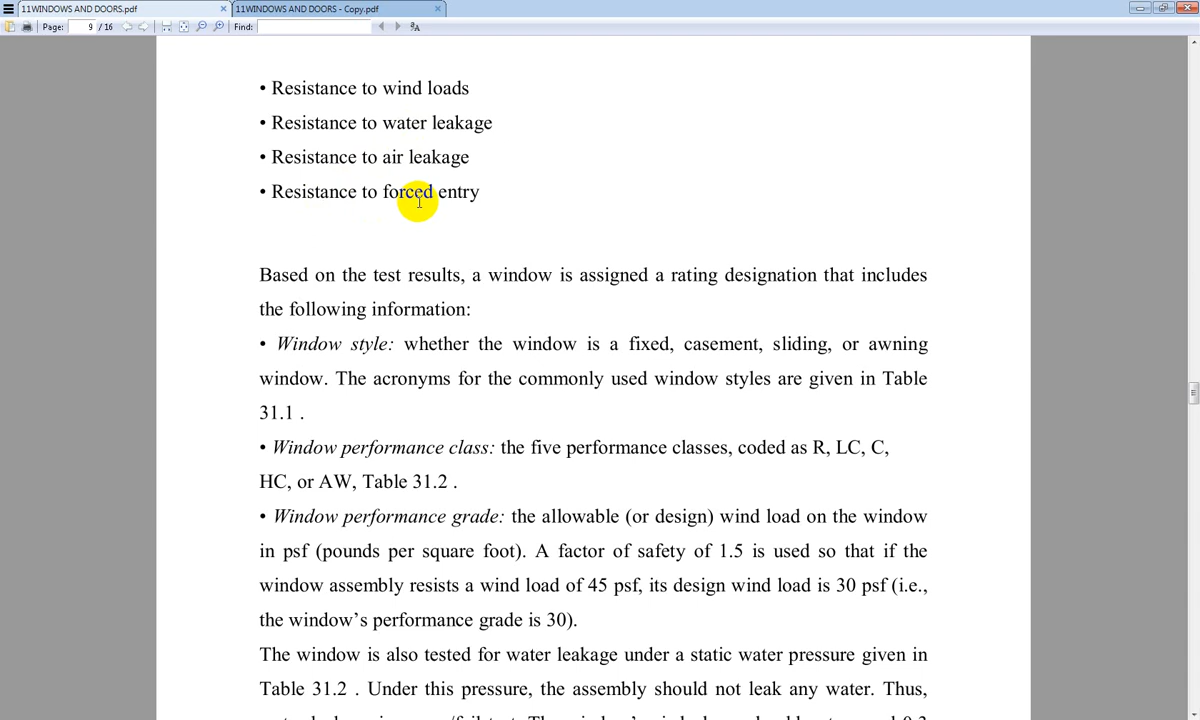 11WINDOWS AND DOORS.pdf
11WINDOWS AND DOORS - Copy.pdf
Page: 9 / 16 Find:
• Resistance to wind loads
• Resistance to water leakage
• Resistance to air leakage
• Resistance to forced entry
Based on the test results, a window is assigned a rating designation that includes
the following information:
• Window style: whether the window is a fixed, casement, sliding, or awning
window. The acronyms for the commonly used window styles are given in Table
31.1 .
• Window performance class: the five performance classes, coded as R, LC, C,
HC, or AW, Table 31.2 .
• Window performance grade: the allowable (or design) wind load on the window
in psf (pounds per square foot). A factor of safety of 1.5 is used so that if the
window assembly resists a wind load of 45 psf, its design wind load is 30 psf (i.e.,
the window’s performance grade is 30).
The window is also tested for water leakage under a static water pressure given in
Table 31.2 . Under this pressure, the assembly should not leak any water. Thus,